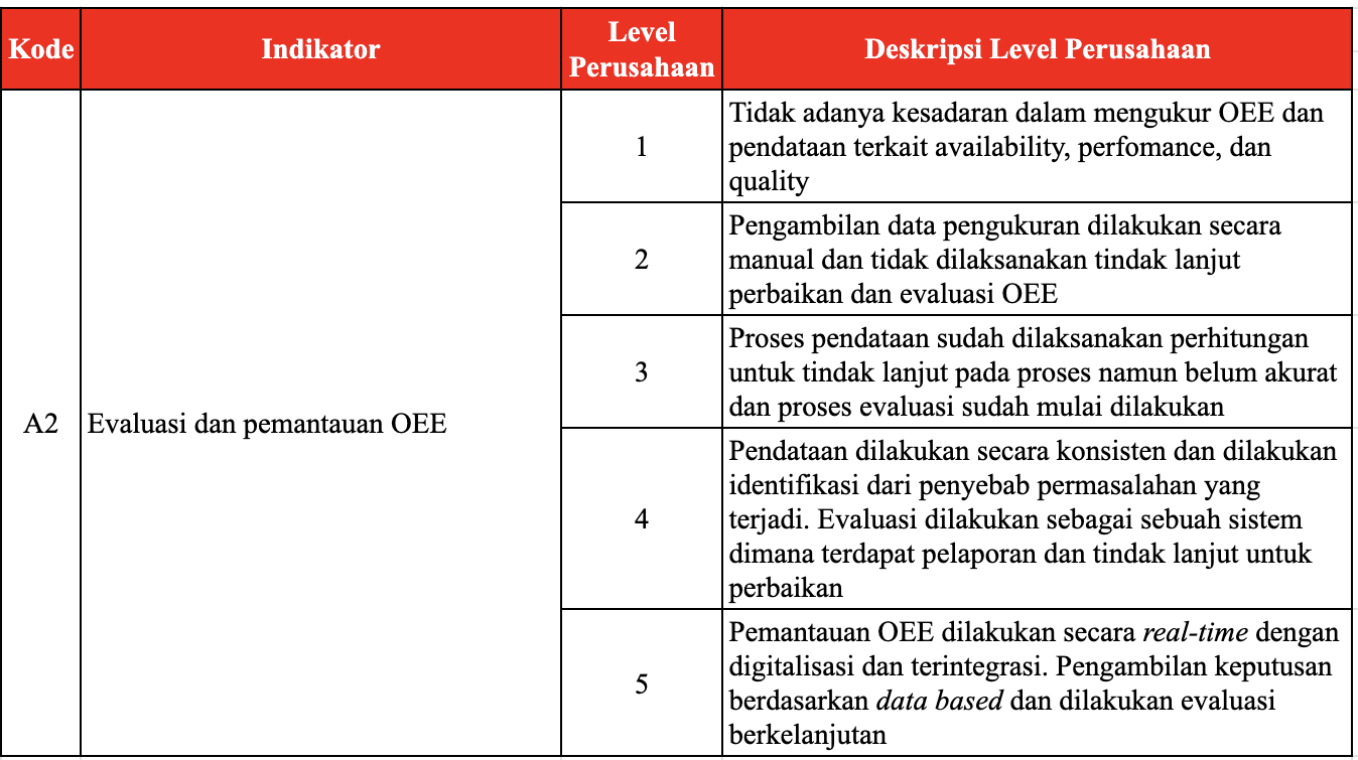 Kode
Indikator
Level
Perusahaan
Deskripsi Level Perusahaan
A2
Evaluasi dan pemantauan OEE
1
Tidak adanya kesadaran dalam mengukur OEE dan
pendataan terkait availability, perfomance, dan
quality
2
Pengambilan data pengukuran dilakukan secara
manual dan tidak dilaksanakan tindak lanjut
perbaikan dan evaluasi OEE
3
Proses pendataan sudah dilaksanakan perhitungan
untuk tindak lanjut pada proses namun belum akurat
dan proses evaluasi sudah mulai dilakukan
4
Pendataan dilakukan secara konsisten dan dilakukan
identifikasi dari penyebab permasalahan yang
terjadi. Evaluasi dilakukan sebagai sebuah sistem
dimana terdapat pelaporan dan tindak lanjut untuk
perbaikan
5
Pemantauan OEE dilakukan secara real-time dengan
digitalisasi dan terintegrasi. Pengambilan keputusan
berdasarkan data based dan dilakukan evaluasi
berkelanjutan